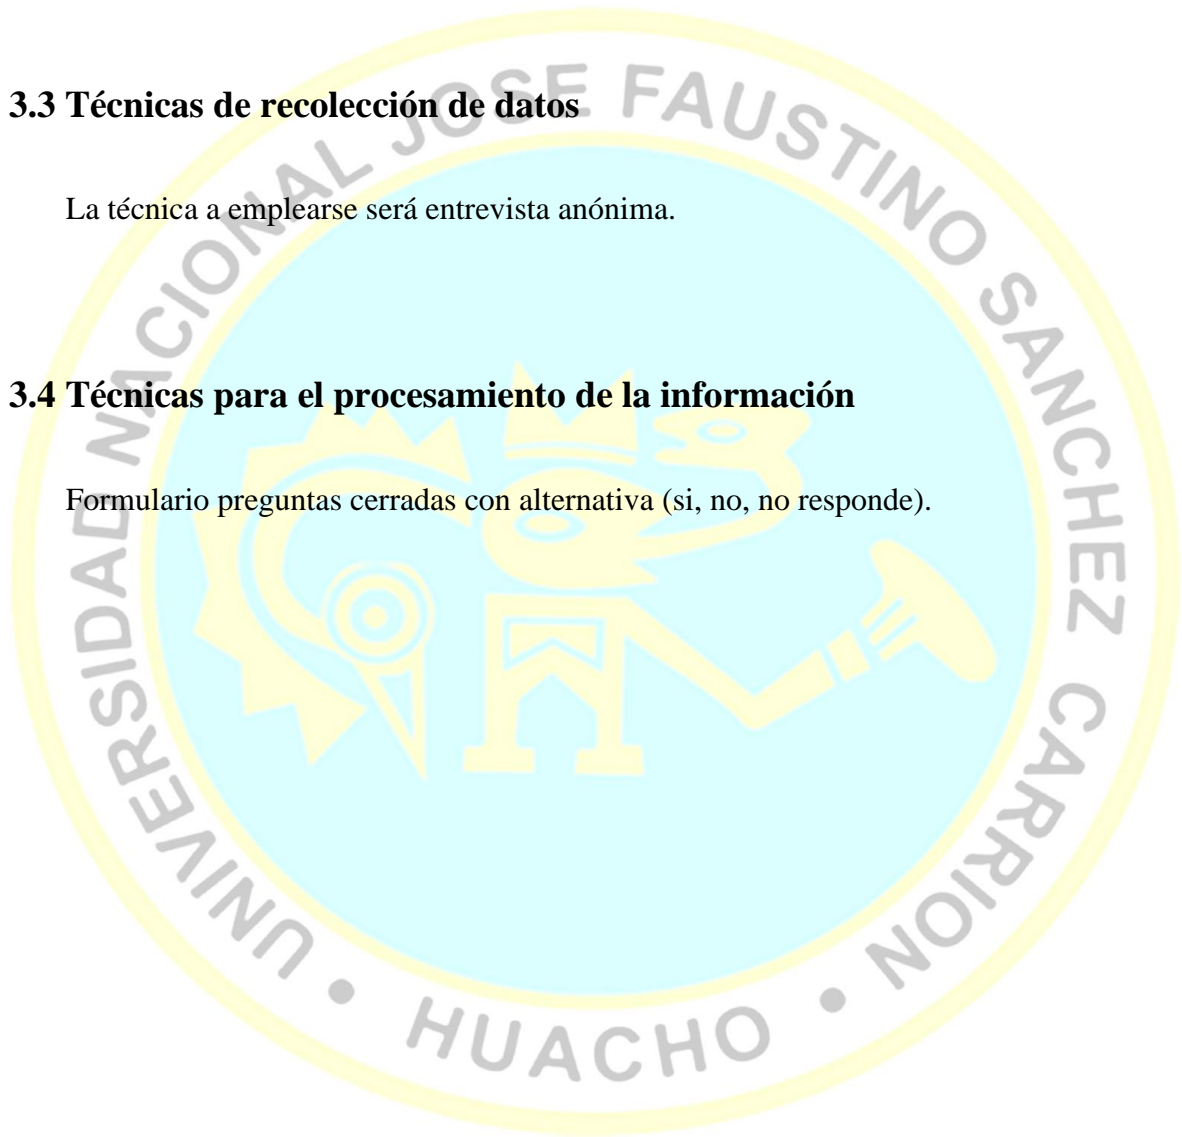 3.3 Técnicas de recolección de datos
La técnica a emplearse será entrevista anónima.
3.4 Técnicas para el procesamiento de la información
Formulario preguntas cerradas con alternativa (si, no, no responde).
UNIVERSIDAD NACIONAL JOSE FAUSTINO SANCHEZ CARRION
• HUACHO •